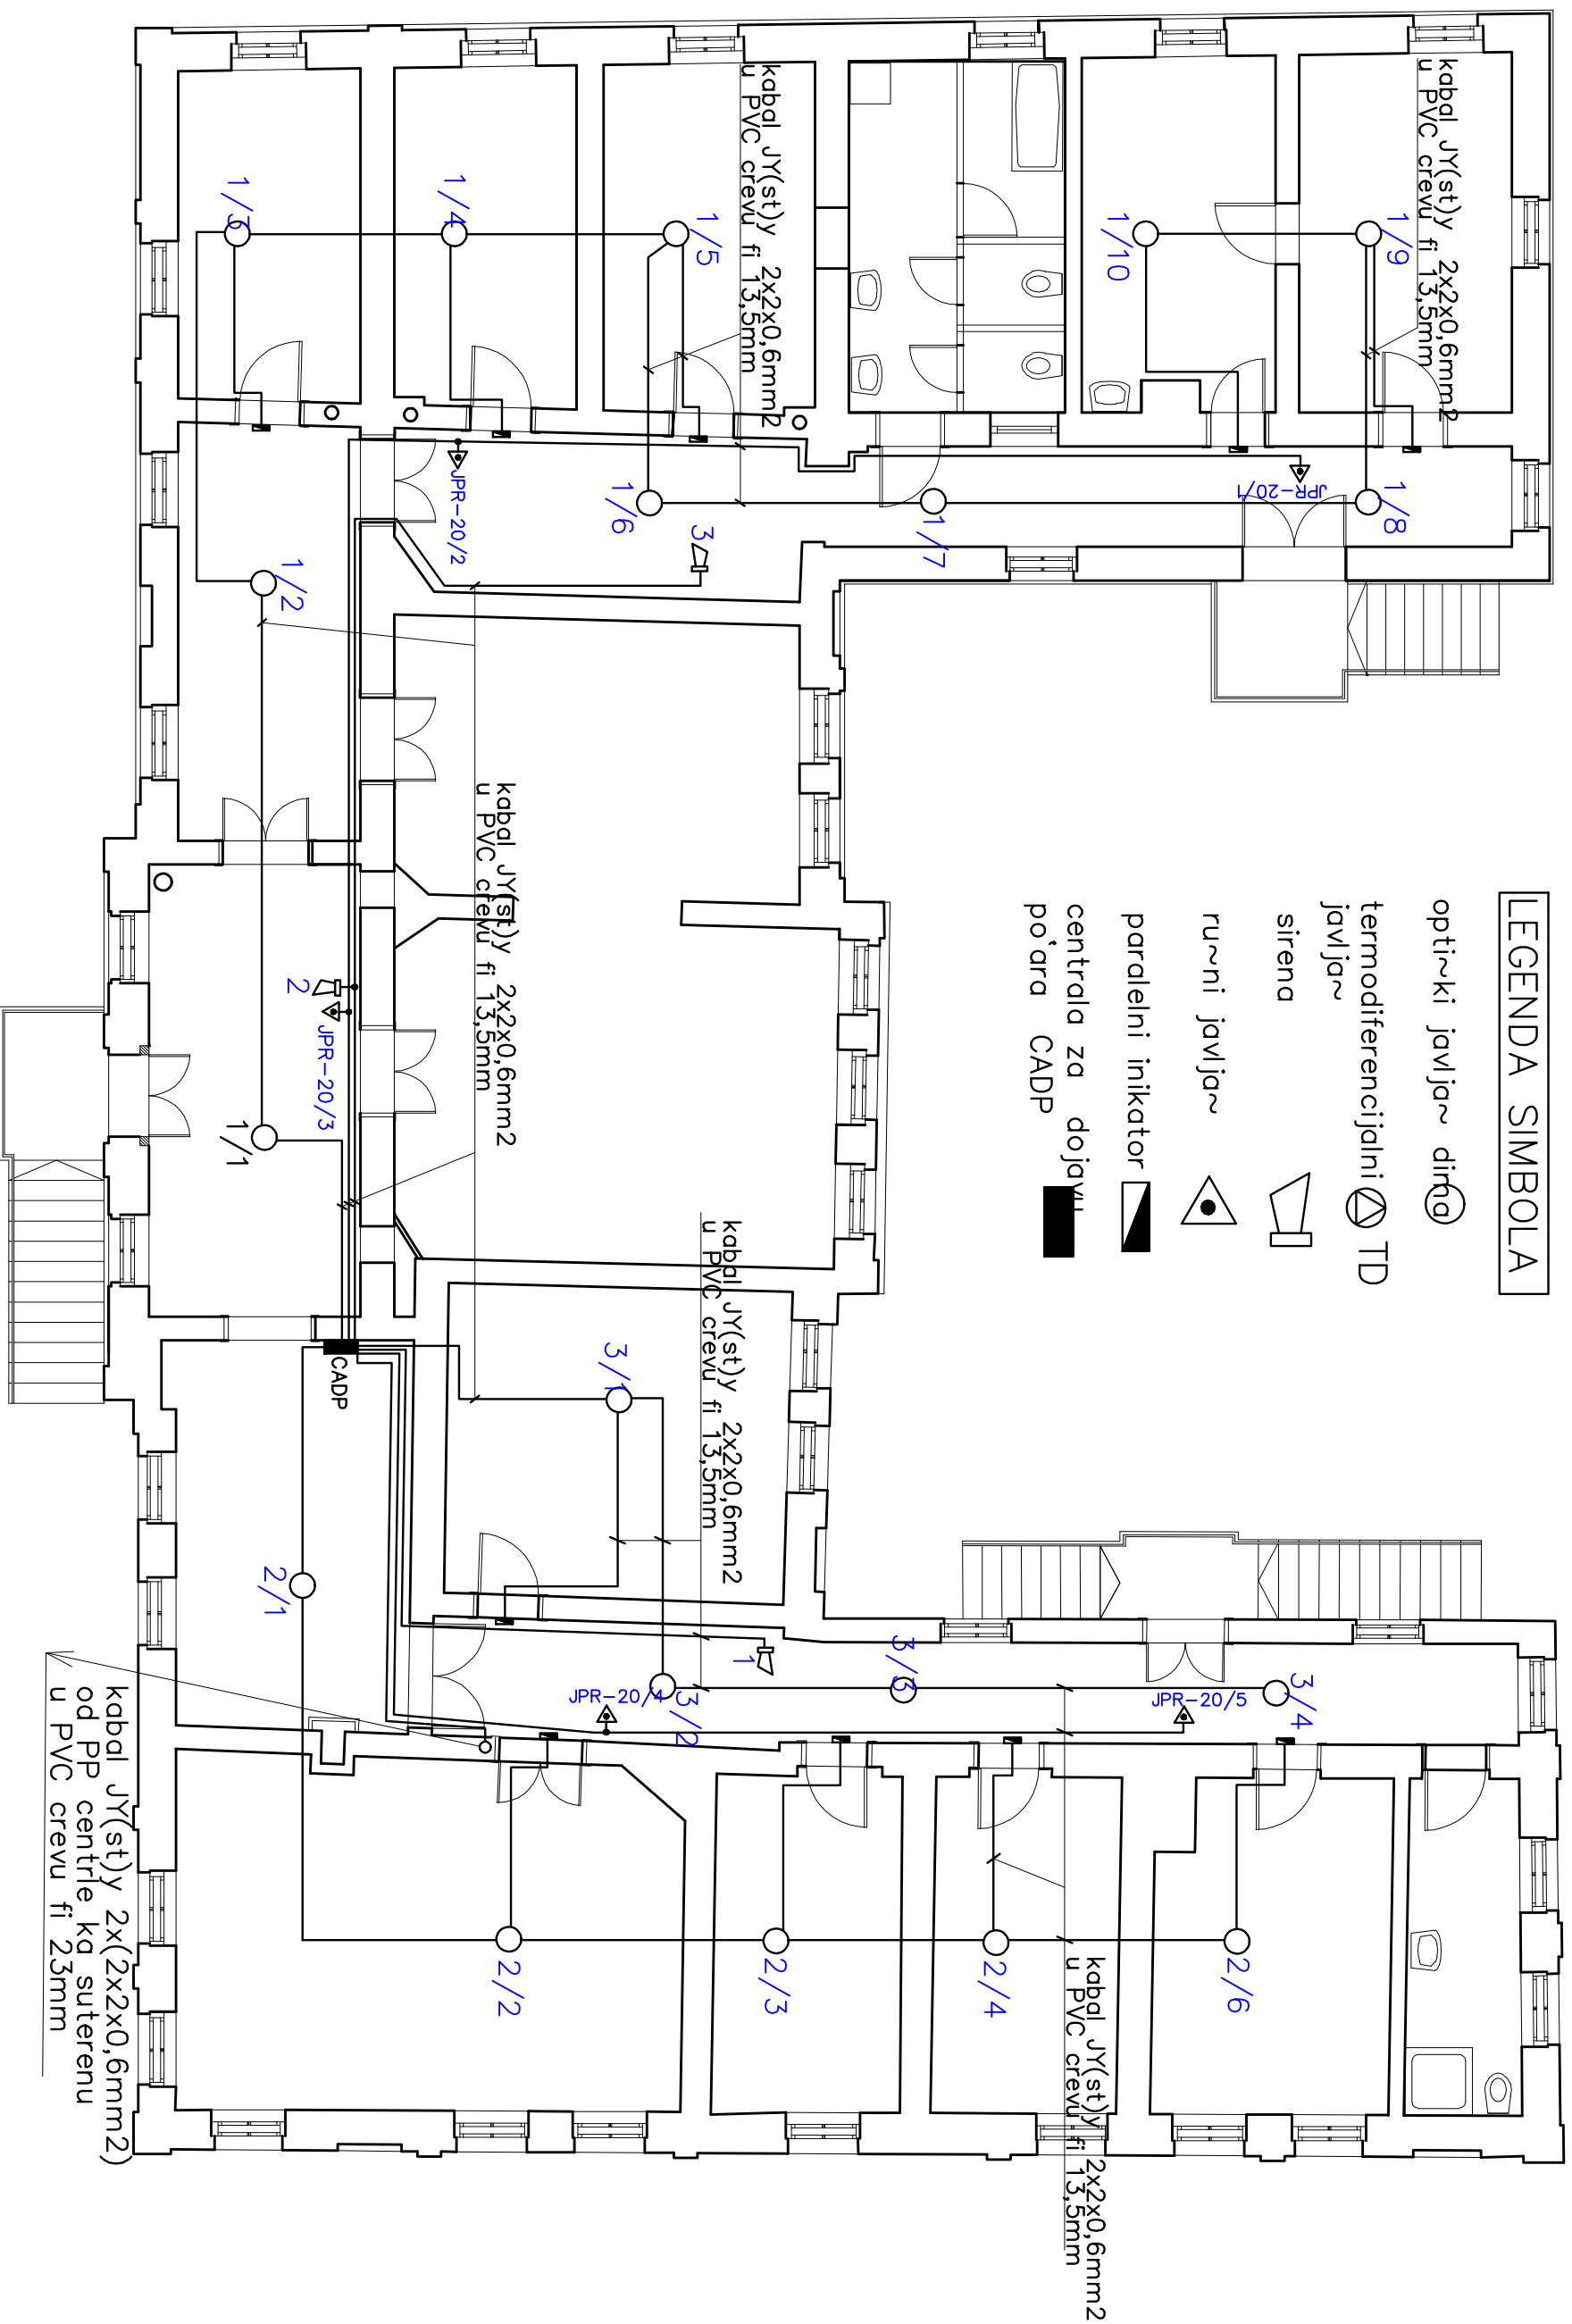 LEGENDA SIMBOLA
opti~ki javlja~ dima
termodiferencijalni
javlja~
TD
sirena
ru~ni javlja~
paralelni inikator
centrala za dojavu
po'ara CADP
kabal JY(st)y 2x2x0,6mm2
u PVC crevu fi 13,5mm
1/9
1/10
1/8
JPR-20/1
1/7
kabal JY(st)y 2x2x0,6mm2
u PVC crevu fi 13,5mm
1/5
1/6
3
1/4
JPR-20/2
1/3
1/2
kabal JY(st)y 2x2x0,6mm2
u PVC crevu fi 13,5mm
2
JPR-20/3
1/1
CADP
kabal JY(st)y 2x2x0,6mm2
u PVC crevu fi 13,5mm
3/1
2/1
1
3/2
3/3
3/4
JPR-20/4
JPR-20/5
2/2
2/3
2/4
2/6
kabal JY(st)y 2x2x0,6mm2
u PVC crevu fi 13,5mm
kabal JY(st)y 2x(2x2x0,6mm2)
od PP centrle ka suterenu
u PVC crevu fi 23mm